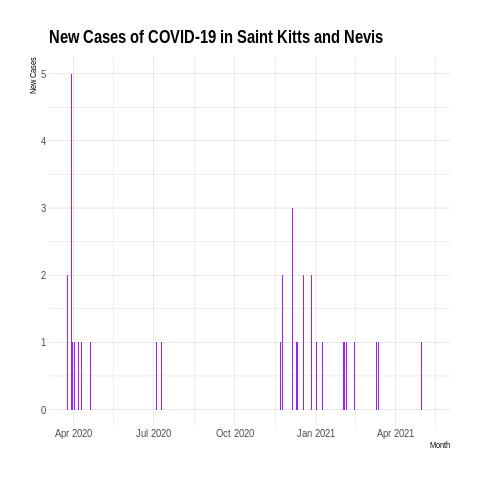 New Cases of COVID-19 in Saint Kitts and Nevis
New Cases
5
4
3
2
1
0
Apr 2020 Jul 2020 Oct 2020 Jan 2021 Apr 2021
Month